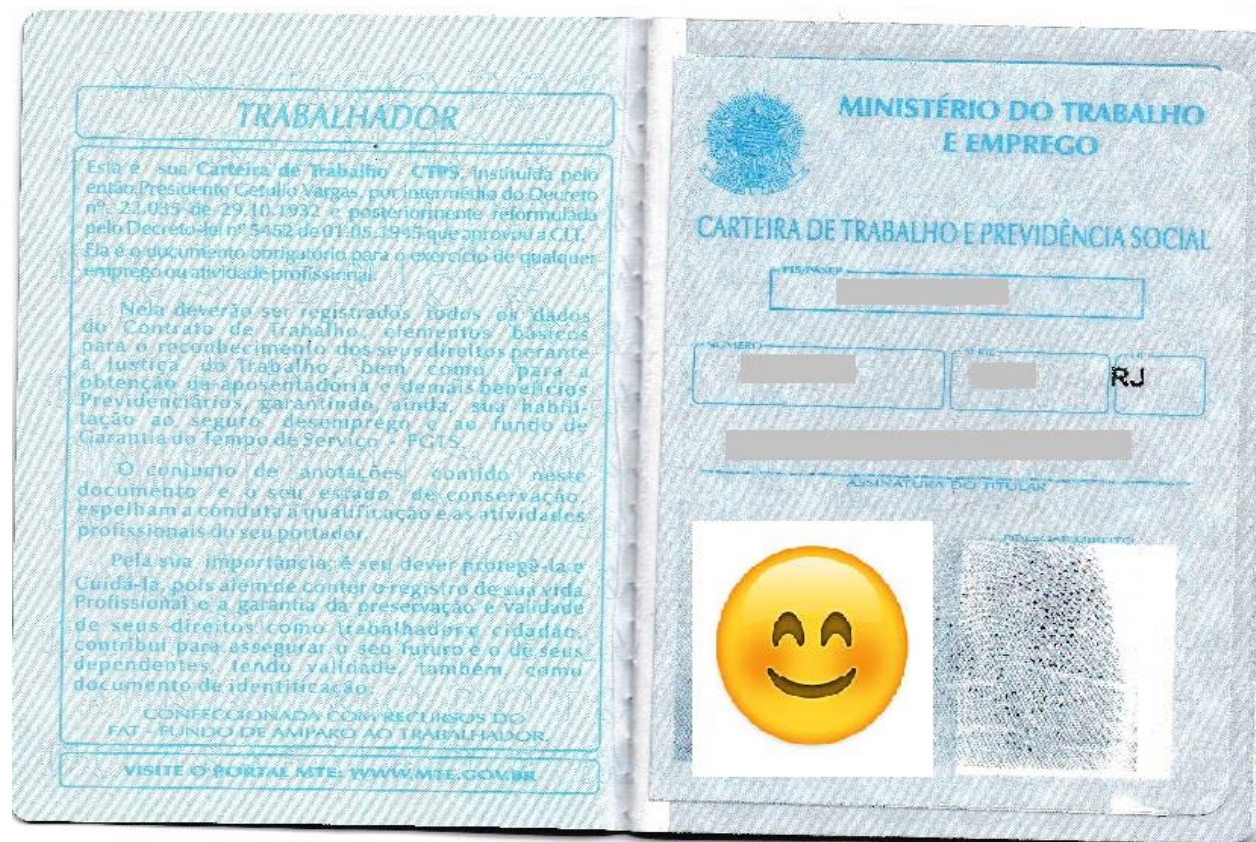 TRABALHADOR
Esta é sua Carteira de Trabalho - CTPS, instituída pelo
então Presidente Getúlio Vargas, por intermédio do Decreto
nº. 22.035 de 29.10.1932 e posteriormente reformulada
pelo Decreto-lei nº 5452 de 01.05.1943 que aprovou a CLT.
Ela é o documento obrigatório para o exercício de qualquer
emprego ou atividade profissional.
Nela deverão ser registrados todos os dados
do Contrato de Trabalho, elementos básicos
para o reconhecimento dos seus direitos perante
à Justiça do Trabalho, bem como para a
obtenção da aposentadoria e demais benefícios
Previdenciários, garantindo, ainda, sua habili-
tação ao seguro desemprego e ao fundo de
Garantia do Tempo de Serviço - FGTS.
O conjunto de anotações contido neste
documento e o seu estado de conservação,
espelham a conduta a qualificação e as atividades
profissionais do seu portador.
Pela sua importância, é seu dever protegê-la e
Cuidá-la, pois além de conter o registro de sua vida
Profissional e a garantia da preservação e validade
de seus direitos como trabalhador e cidadão,
contribui para assegurar o seu futuro e o de seus
dependentes, tendo validade também como
documento de identificação.
CONFECCIONADA COM RECURSOS DO
FAT - FUNDO DE AMPARO AO TRABALHADOR
VISITE O PORTAL MTE: WWW.MTE.GOV.BR
MINISTÉRIO DO TRABALHO
E EMPREGO
CARTEIRA DE TRABALHO E PREVIDÊNCIA SOCIAL
PIS/PASEP
NÚMERO
RJ
ASSINATURA DO TITULAR
POLEGAR DIREITO